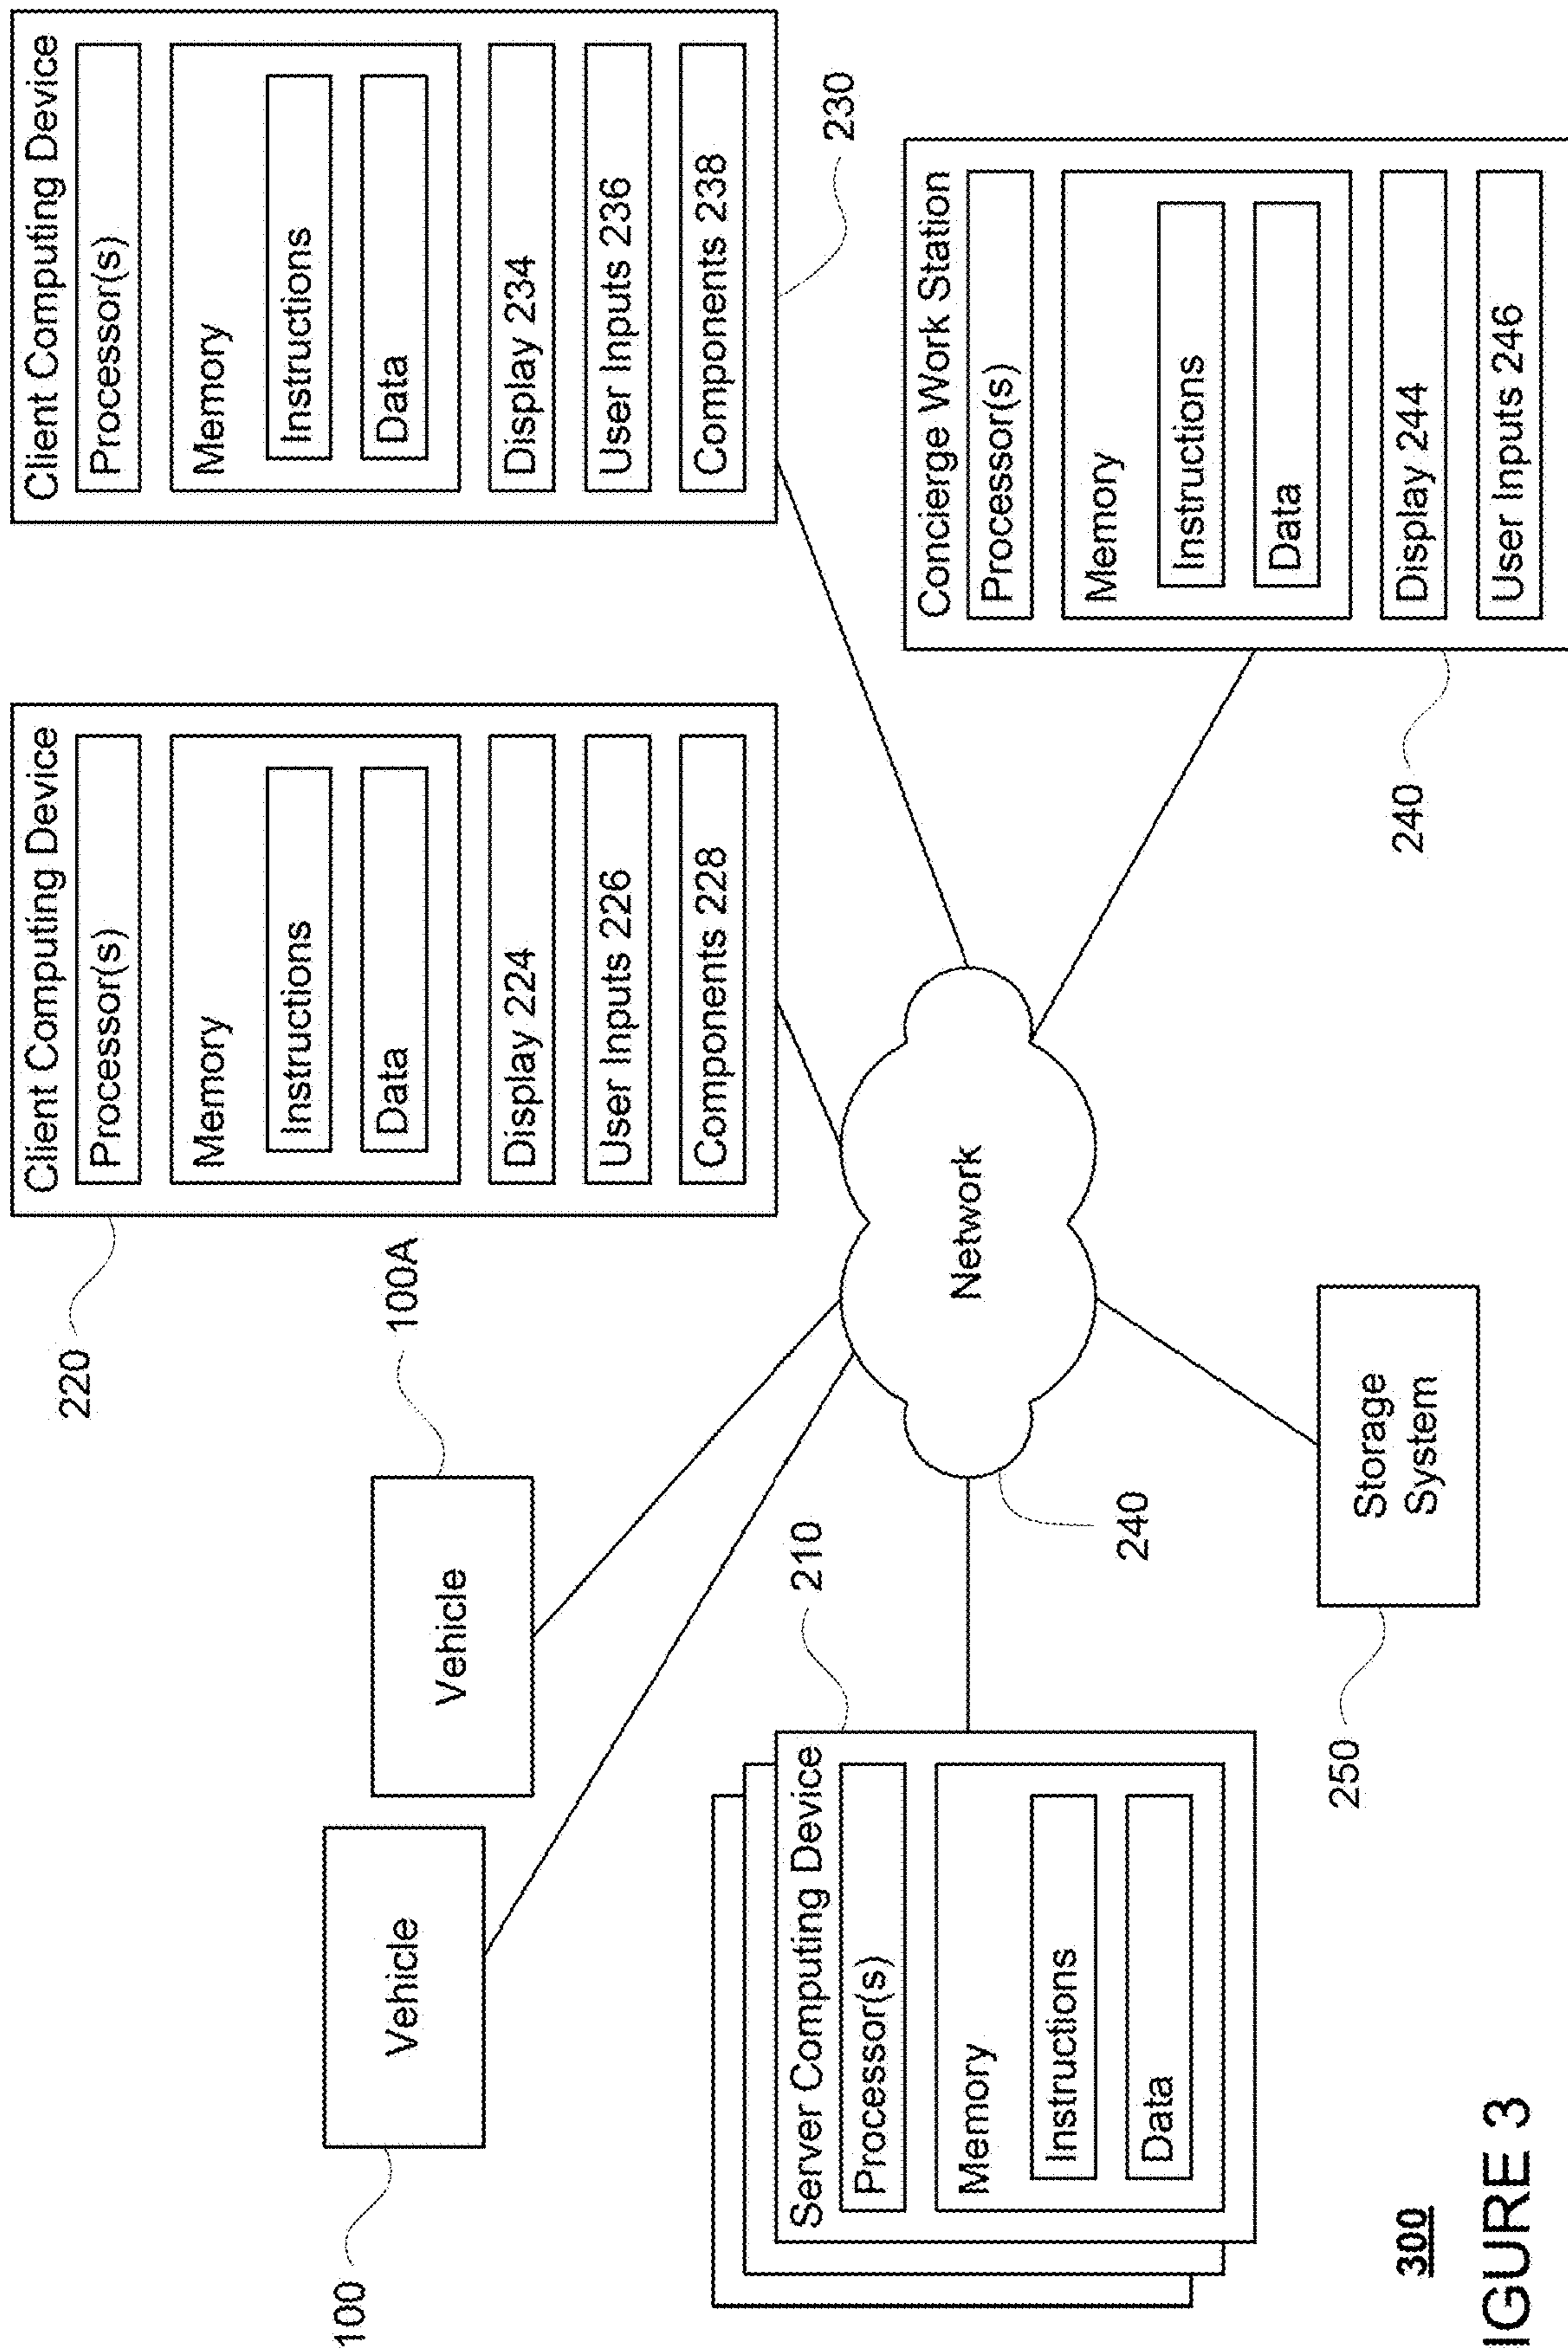 Client Computing Device
Processor(s)
Memory
Instructions
Data
Display 224
User Inputs 226
Components 228
220
Client Computing Device
Processor(s)
Memory
Instructions
Data
Display 234
User Inputs 236
Components 238
230
100
Vehicle
Vehicle
100A
Server Computing Device
Processor(s)
Memory
Instructions
Data
210
Network
240
Concierge Work Station
Processor(s)
Memory
Instructions
Data
Display 244
User Inputs 246
240
Storage
System
250
300
IGURE 3